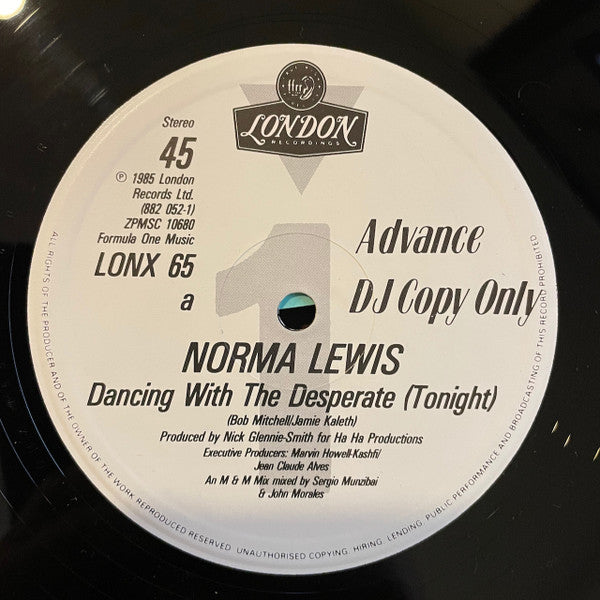 LONDON
RECORDINGS
Stereo
45
℗ 1985 London
Records Ltd.
(882 052-1)
ZPMSC 10680
Formula One Music
LONX 65
a
1
Advance
DJ Copy Only
NORMA LEWIS
Dancing With The Desperate (Tonight)
(Bob Mitchell/Jamie Kaleth)
Produced by Nick Glennie-Smith for Ha Ha Productions
Executive Producers: Marvin Howell-Kashfi/
Jean Claude Alves
An M & M Mix mixed by Sergio Munzibai
& John Morales
ALL RIGHTS OF THE PRODUCER AND OF THE OWNER OF THE WORK REPRODUCED RESERVED. UNAUTHORISED COPYING, HIRING, LENDING, PUBLIC PERFORMANCE AND BROADCASTING OF THIS RECORD PROHIBITED